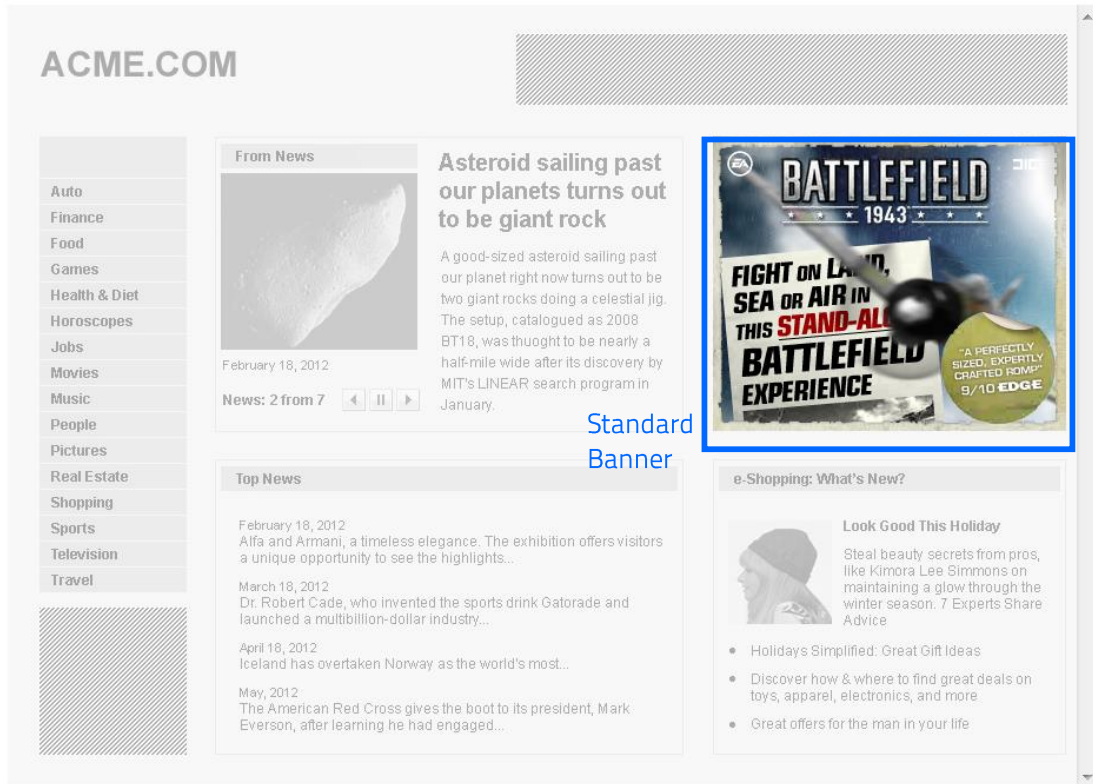 ACME.COM
Auto
Finance
Food
Games
Health & Diet
Horoscopes
Jobs
Movies
Music
People
Pictures
Real Estate
Shopping
Sports
Television
Travel
From News
February 18, 2012
News: 2 from 7
Asteroid sailing past
our planets turns out
to be giant rock
A good-sized asteroid sailing past
our planet right now turns out to be
two giant rocks doing a celestial jig.
The setup, catalogued as 2008
BT18, was thuoght to be nearly a
half-mile wide after its discovery by
MIT's LINEAR search program in
January.
Standard
Banner
EA
BATTLEFIELD
1943
FIGHT ON LAND,
SEA OR AIR IN
THIS STAND-ALO
BATTLEFIELD
EXPERIENCE
"A PERFECTLY
SIZED, EXPERTLY
CRAFTED ROMP"
9/10 EDGE
Top News
February 18, 2012
Alfa and Armani, a timeless elegance. The exhibition offers visitors
a unique opportunity to see the highlights...
March 18, 2012
Dr. Robert Cade, who invented the sports drink Gatorade and
launched a multibillion-dollar industry...
April 18, 2012
Iceland has overtaken Norway as the world's most...
May, 2012
The American Red Cross gives the boot to its president, Mark
Everson, after learning he had engaged...
e-Shopping: What's New?
Look Good This Holiday
Steal beauty secrets from pros,
like Kimora Lee Simmons on
maintaining a glow through the
winter season. 7 Experts Share
Advice
Holidays Simplified: Great Gift Ideas
Discover how & where to find great deals on
toys, apparel, electronics, and more
Great offers for the man in your life